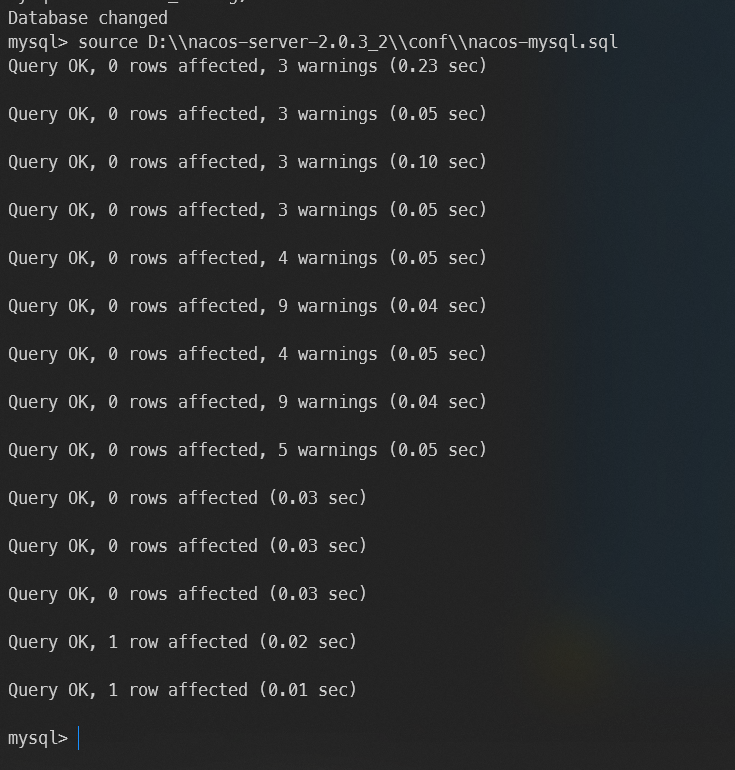 Database changed
mysql> source D:\\nacos-server-2.0.3_2\\conf\\nacos-mysql.sql
Query OK, 0 rows affected, 3 warnings (0.23 sec)
Query OK, 0 rows affected, 3 warnings (0.05 sec)
Query OK, 0 rows affected, 3 warnings (0.10 sec)
Query OK, 0 rows affected, 3 warnings (0.05 sec)
Query OK, 0 rows affected, 4 warnings (0.05 sec)
Query OK, 0 rows affected, 9 warnings (0.04 sec)
Query OK, 0 rows affected, 4 warnings (0.05 sec)
Query OK, 0 rows affected, 9 warnings (0.04 sec)
Query OK, 0 rows affected, 5 warnings (0.05 sec)
Query OK, 0 rows affected (0.03 sec)
Query OK, 0 rows affected (0.03 sec)
Query OK, 0 rows affected (0.03 sec)
Query OK, 1 row affected (0.02 sec)
Query OK, 1 row affected (0.01 sec)
mysql>